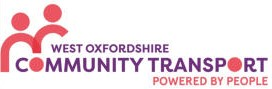 WEST OXFORDSHIRE
COMMUNITY TRANSPORT
POWERED BY PEOPLE